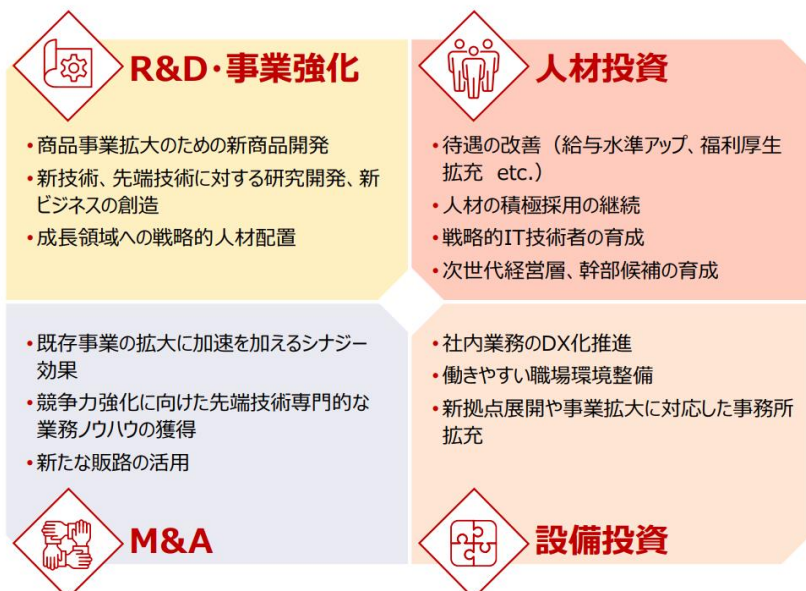 R&D・事業強化
• 商品事業拡大のための新商品開発
• 新技術、先端技術に対する研究開発、新
ビジネスの創造
• 成長領域への戦略的人材配置
人材投資
• 待遇の改善（給与水準アップ、福利厚生
拡充 etc.）
• 人材の積極採用の継続
• 戦略的IT技術者の育成
• 次世代経営層、幹部候補の育成
• 既存事業の拡大に加速を加えるシナジー
効果
• 競争力強化に向けた先端技術専門的な
業務ノウハウの獲得
• 新たな販路の活用
M&A
• 社内業務のDX化推進
• 働きやすい職場環境整備
• 新拠点展開や事業拡大に対応した事務所
拡充
設備投資